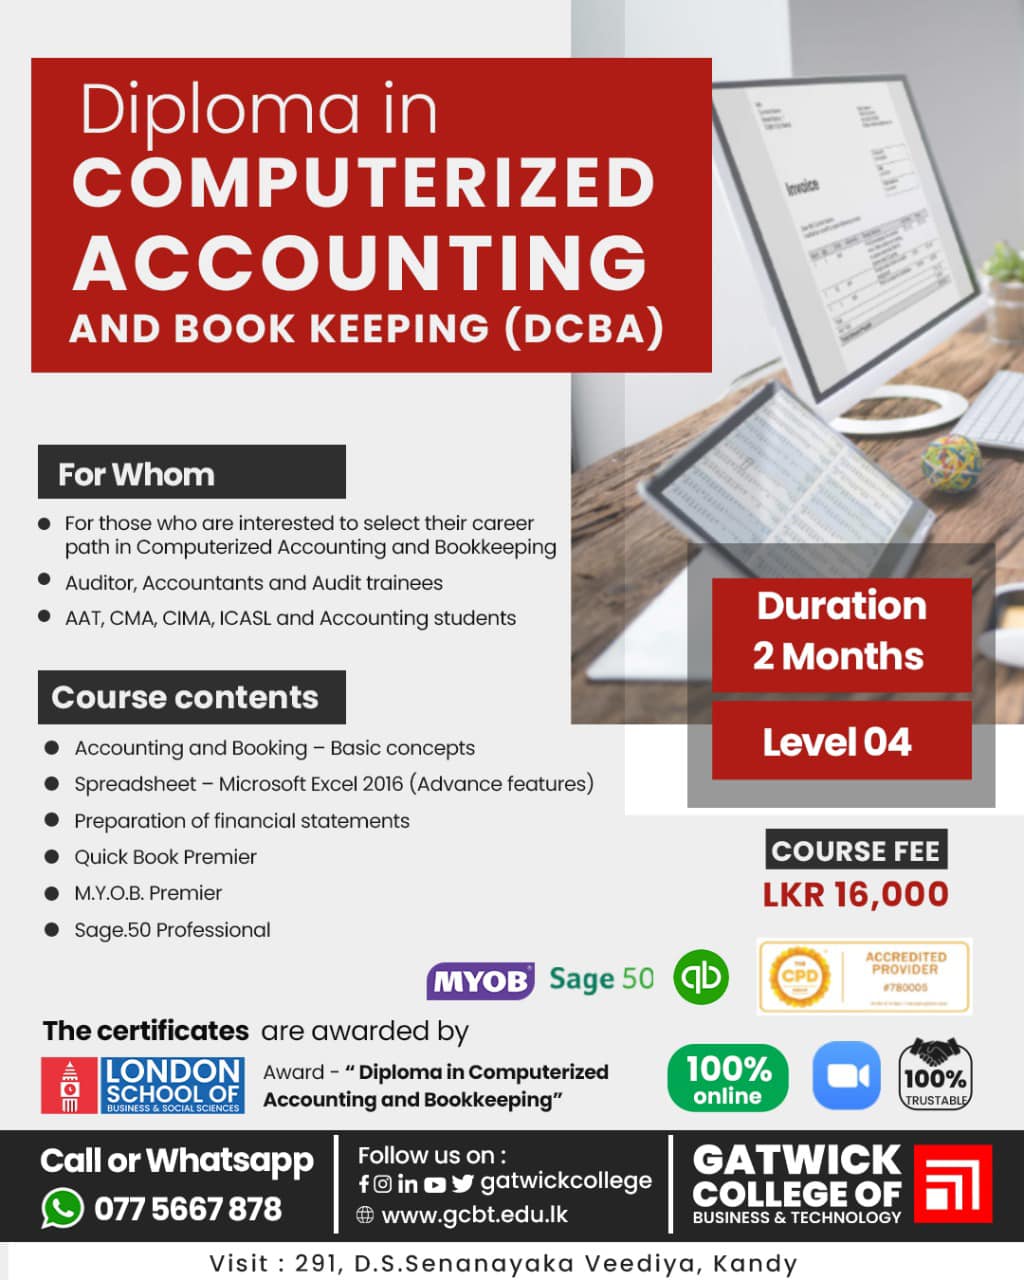 Diploma in
COMPUTERIZED
ACCOUNTING
AND BOOK KEEPING (DCBA)
Invoice
For Whom
For those who are interested to select their career
path in Computerized Accounting and Bookkeeping
Auditor, Accountants and Audit trainees
AAT, CMA, CIMA, ICASL and Accounting students
Duration
2 Months
Level 04
Course contents
Accounting and Booking – Basic concepts
Spreadsheet – Microsoft Excel 2016 (Advance features)
Preparation of financial statements
Quick Book Premier
M.Y.O.B. Premier
Sage.50 Professional
COURSE FEE
LKR 16,000
MYOB
Sage 50
qb
THE
CPD
ACCREDITED
PROVIDER
#780005
The certificates are awarded by
LONDON
SCHOOL OF
BUSINESS & SOCIAL SCIENCES
Award - “ Diploma in Computerized
Accounting and Bookkeeping”
100%
online
100%
TRUSTABLE
Call or Whatsapp
077 5667 878
Follow us on :
gatwickcollege
www.gcbt.edu.lk
GATWICK
COLLEGE OF
BUSINESS & TECHNOLOGY
Visit : 291, D.S.Senanayaka Veediya, Kandy